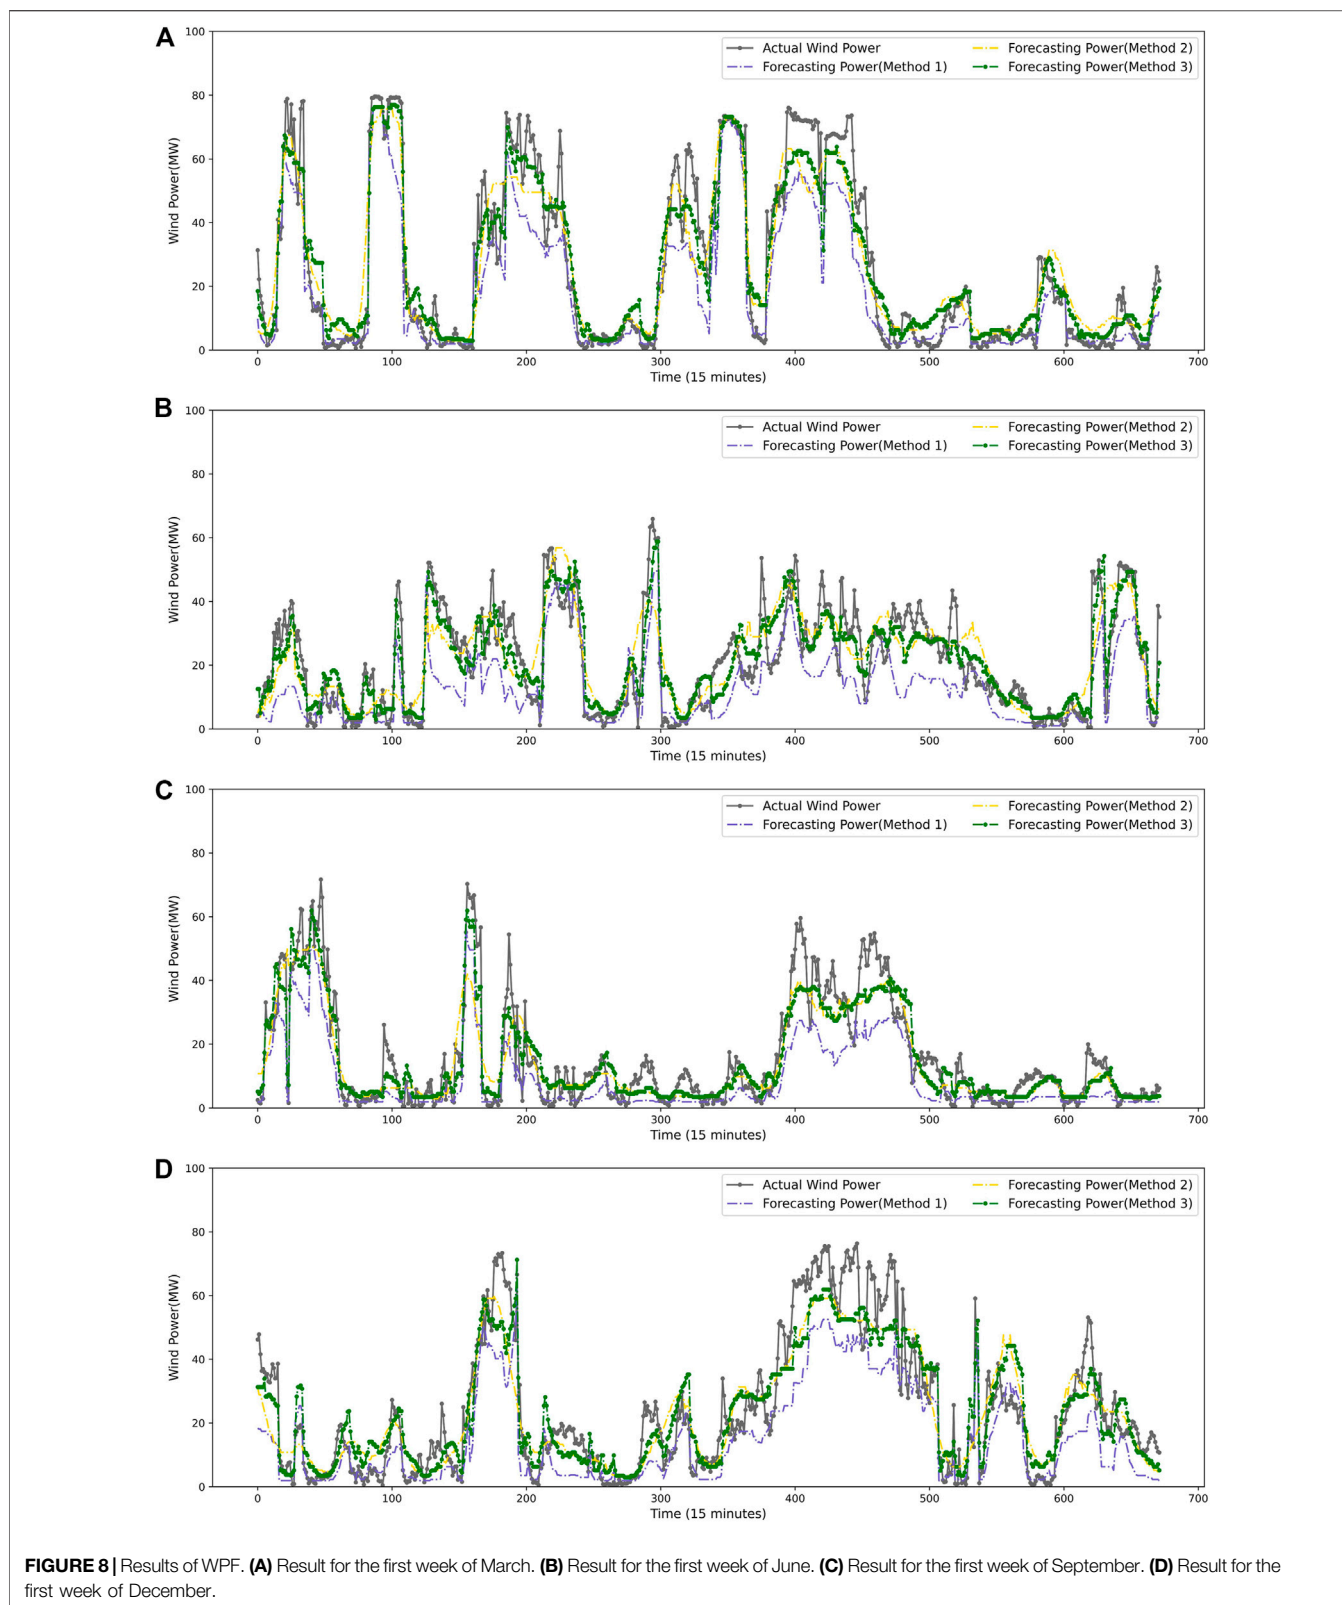 A
100
80
60
40
20
0
Wind Power(MW)
Actual Wind Power
Forecasting Power(Method 1)
Forecasting Power(Method 2)
Forecasting Power(Method 3)
0 100 200 300 400 500 600 700
Time (15 minutes)
B
100
80
60
40
20
0
Wind Power(MW)
Actual Wind Power
Forecasting Power(Method 1)
Forecasting Power(Method 2)
Forecasting Power(Method 3)
0 100 200 300 400 500 600 700
Time (15 minutes)
C
100
80
60
40
20
0
Wind Power(MW)
Actual Wind Power
Forecasting Power(Method 1)
Forecasting Power(Method 2)
Forecasting Power(Method 3)
0 100 200 300 400 500 600 700
Time (15 minutes)
D
100
80
60
40
20
0
Wind Power(MW)
Actual Wind Power
Forecasting Power(Method 1)
Forecasting Power(Method 2)
Forecasting Power(Method 3)
0 100 200 300 400 500 600 700
Time (15 minutes)
FIGURE 8 | Results of WPF. (A) Result for the first week of March. (B) Result for the first week of June. (C) Result for the first week of September. (D) Result for the
first week of December.